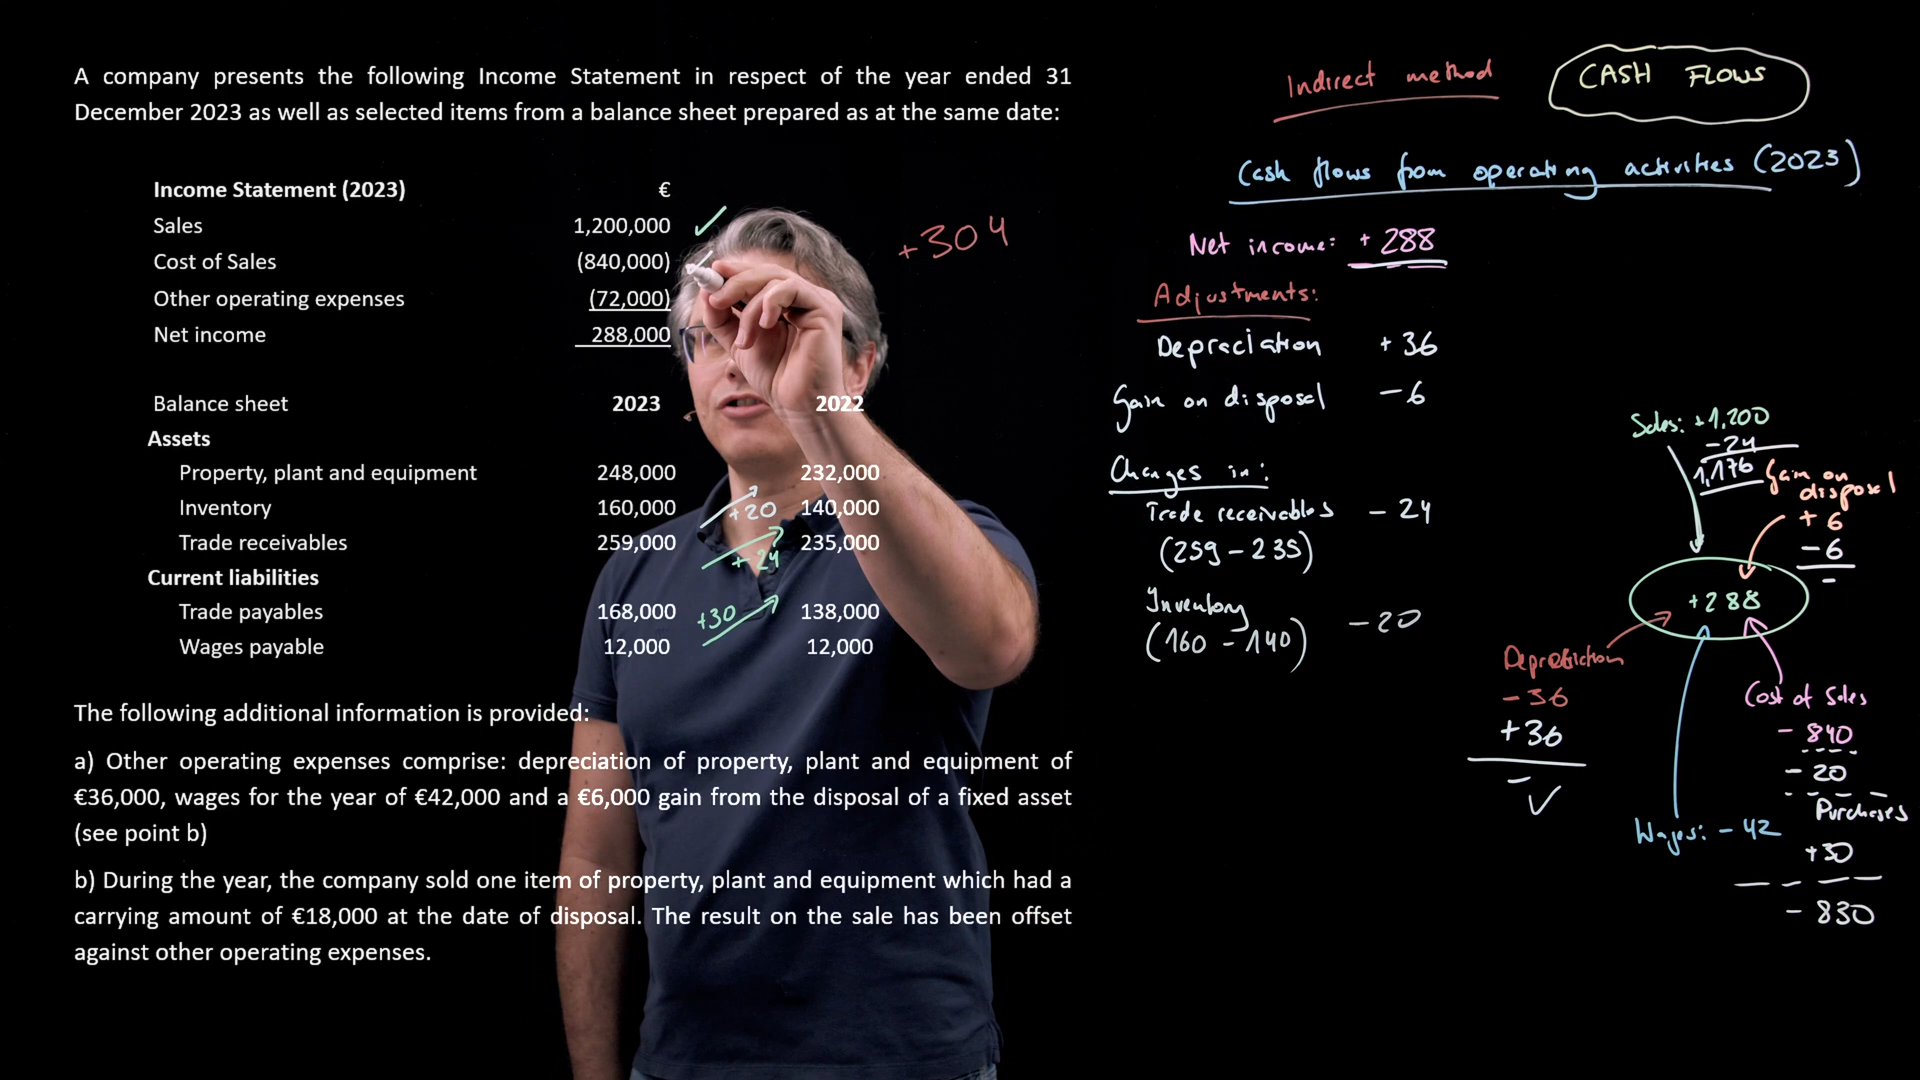 A company presents the following Income Statement in respect of the year ended 31
December 2023 as well as selected items from a balance sheet prepared as at the same date:
Income Statement (2023) €
Sales 1,200,000 ✓
Cost of Sales (840,000)
Other operating expenses (72,000)
Net income 288,000
+304
Balance sheet 2023 2022
Assets
Property, plant and equipment 248,000 232,000
Inventory 160,000 +20 140,000
Trade receivables 259,000 +24 235,000
Current liabilities
Trade payables 168,000 +30 138,000
Wages payable 12,000 12,000
The following additional information is provided:
a) Other operating expenses comprise: depreciation of property, plant and equipment of
€36,000, wages for the year of €42,000 and a €6,000 gain from the disposal of a fixed asset
(see point b)
b) During the year, the company sold one item of property, plant and equipment which had a
carrying amount of €18,000 at the date of disposal. The result on the sale has been offset
against other operating expenses.
Indirect method
CASH FLOWS
Cash flows from operating activities (2023)
Net income: + 288
Adjustments:
Depreciation + 36
Gain on disposal - 6
Changes in:
Trade receivables - 24
(259 - 235)
Inventory
(160 - 140) - 20
Sales: +1,200
- 24
1,176
Gain on
disposal
+ 6
- 6
-
+288
Depreciation
- 36
+36
- ✓
Wages: - 42
Cost of Sales
- 840
- 20
Purchases
+30
- 830